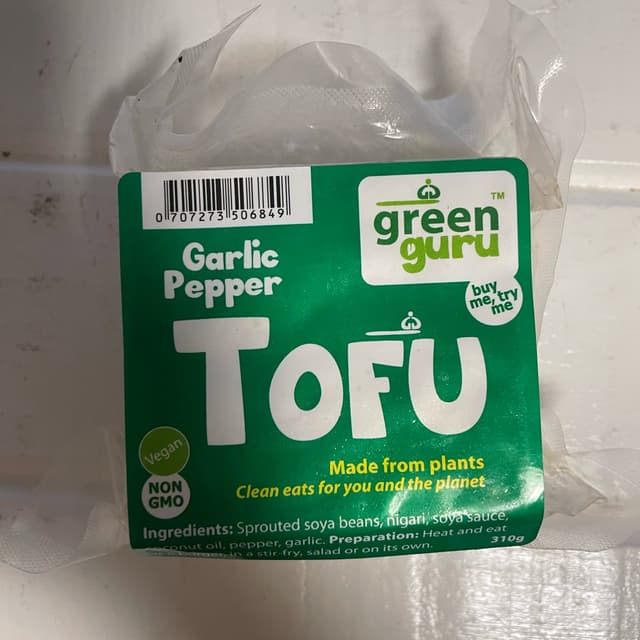 0 707273 506849
green
guru
TM
Garlic
Pepper
buy
me, try
me
TOFU
Made from plants
Clean eats for you and the planet
Vegan
NON
GMO
Ingredients: Sprouted soya beans, nigari, soya sauce,
oil, pepper, garlic. Preparation: Heat and eat
in a stir-fry, salad or on its own.
310g